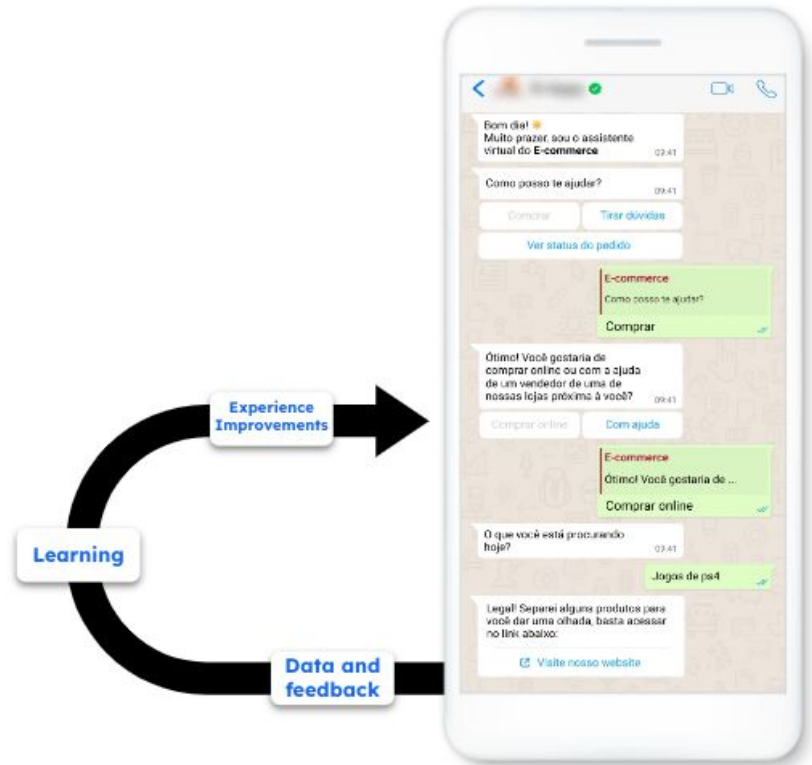 Bom dia! ☀️
Muito prazer, sou o assistente
virtual do E-commerce
09:41
Como posso te ajudar?
09:41
Comprar
Tirar dúvidas
Ver status do pedido
E-commerce
Como posso te ajudar?
Comprar
Ótimo! Você gostaria de
comprar online ou com a ajuda
de um vendedor de uma de
nossas lojas próxima à você?
09:41
Comprar online
Com ajuda
E-commerce
Ótimo! Você gostaria de ...
Comprar online
O que você está procurando
hoje?
09:41
Jogos de ps4
Legal! Separei alguns produtos para
você dar uma olhada, basta acessar
no link abaixo:
Visite nosso website
Experience
Improvements
Learning
Data and
feedback